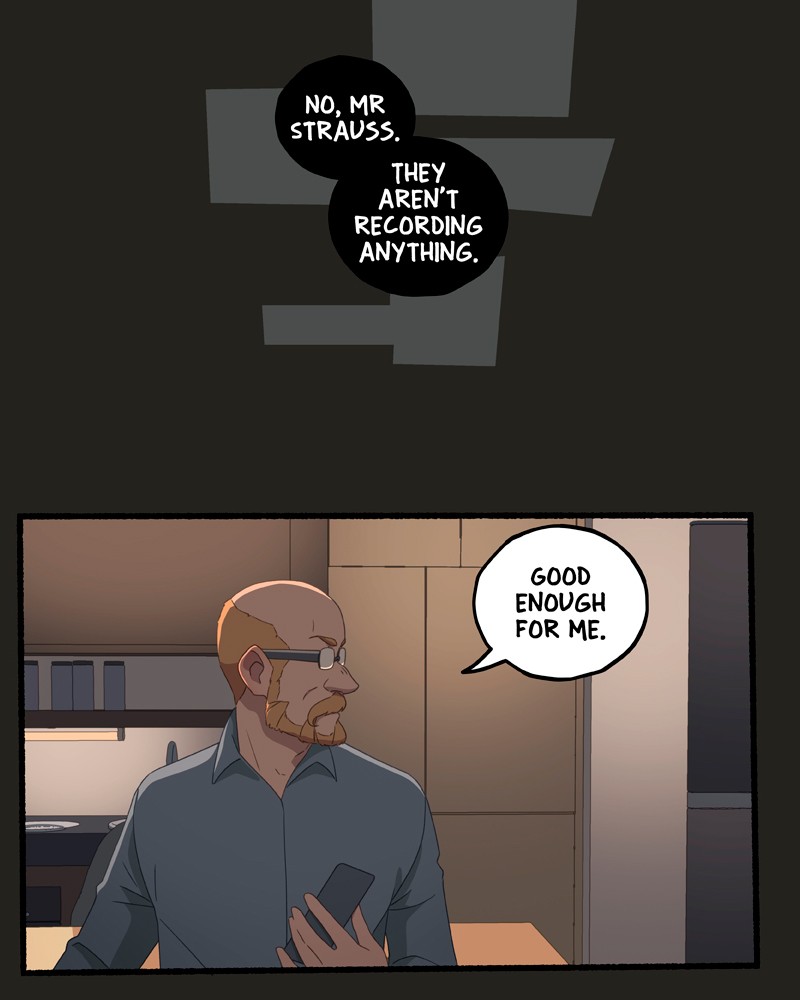 NO, MR
STRAUSS.
THEY
AREN'T
RECORDING
ANYTHING.
GOOD
ENOUGH
FOR ME.